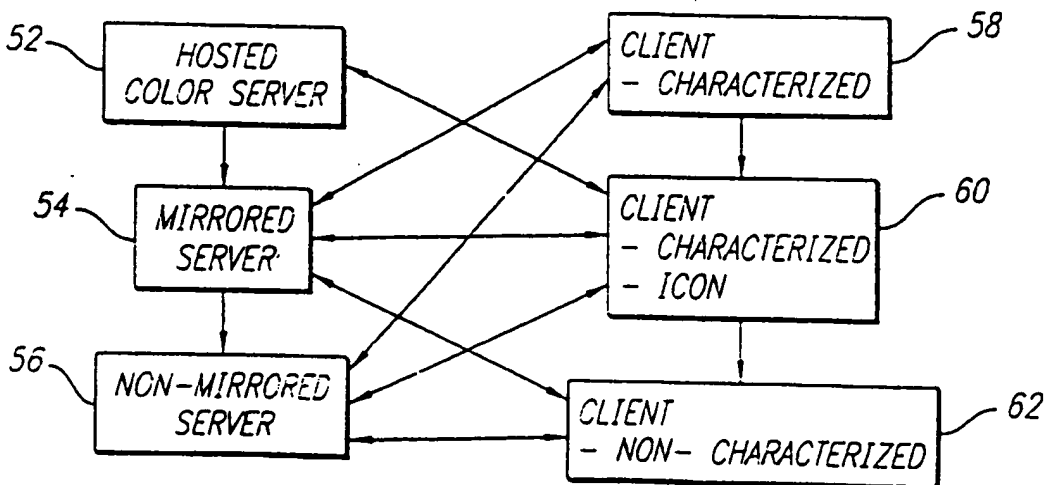 52
HOSTED
COLOR SERVER
58
CLIENT
- CHARACTERIZED
54
MIRRORED
SERVER
60
CLIENT
- CHARACTERIZED
- ICON
56
NON-MIRRORED
SERVER
62
CLIENT
- NON- CHARACTERIZED